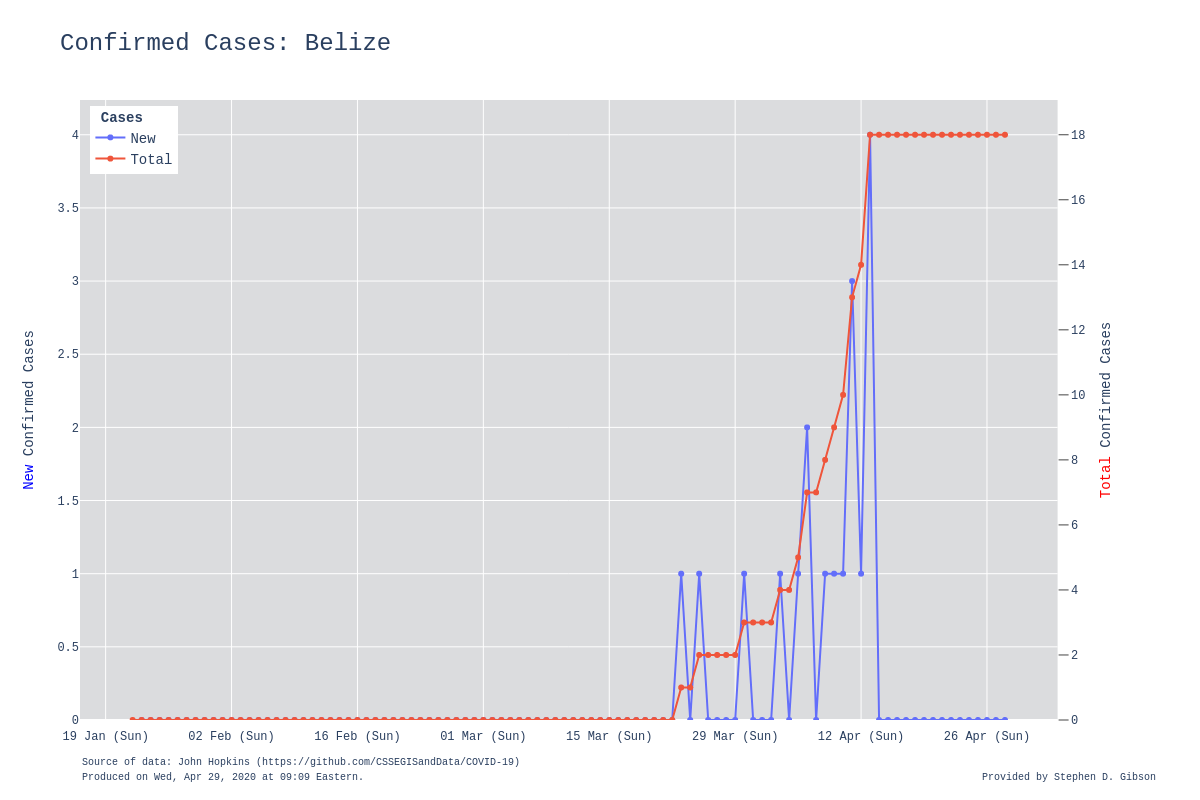 Confirmed Cases: Belize
Cases
New
Total
4
3.5
3
2.5
2
1.5
1
0.5
0
New Confirmed Cases
18
16
14
12
10
8
6
4
2
0
Total Confirmed Cases
19 Jan (Sun)
02 Feb (Sun)
16 Feb (Sun)
01 Mar (Sun)
15 Mar (Sun)
29 Mar (Sun)
12 Apr (Sun)
26 Apr (Sun)
Source of data: John Hopkins (https://github.com/CSSEGISandData/COVID-19)
Produced on Wed, Apr 29, 2020 at 09:09 Eastern.
Provided by Stephen D. Gibson